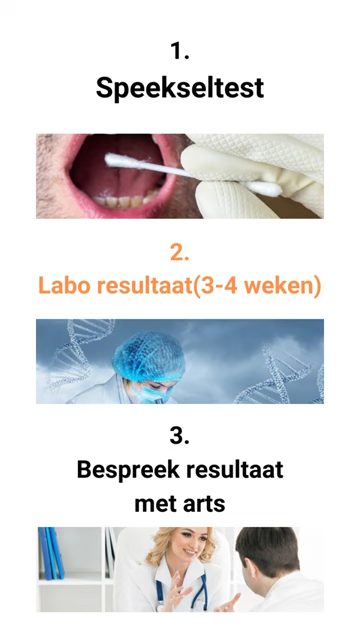 1.
Speekseltest
2.
Labo resultaat(3-4 weken)
3.
Bespreek resultaat
met arts